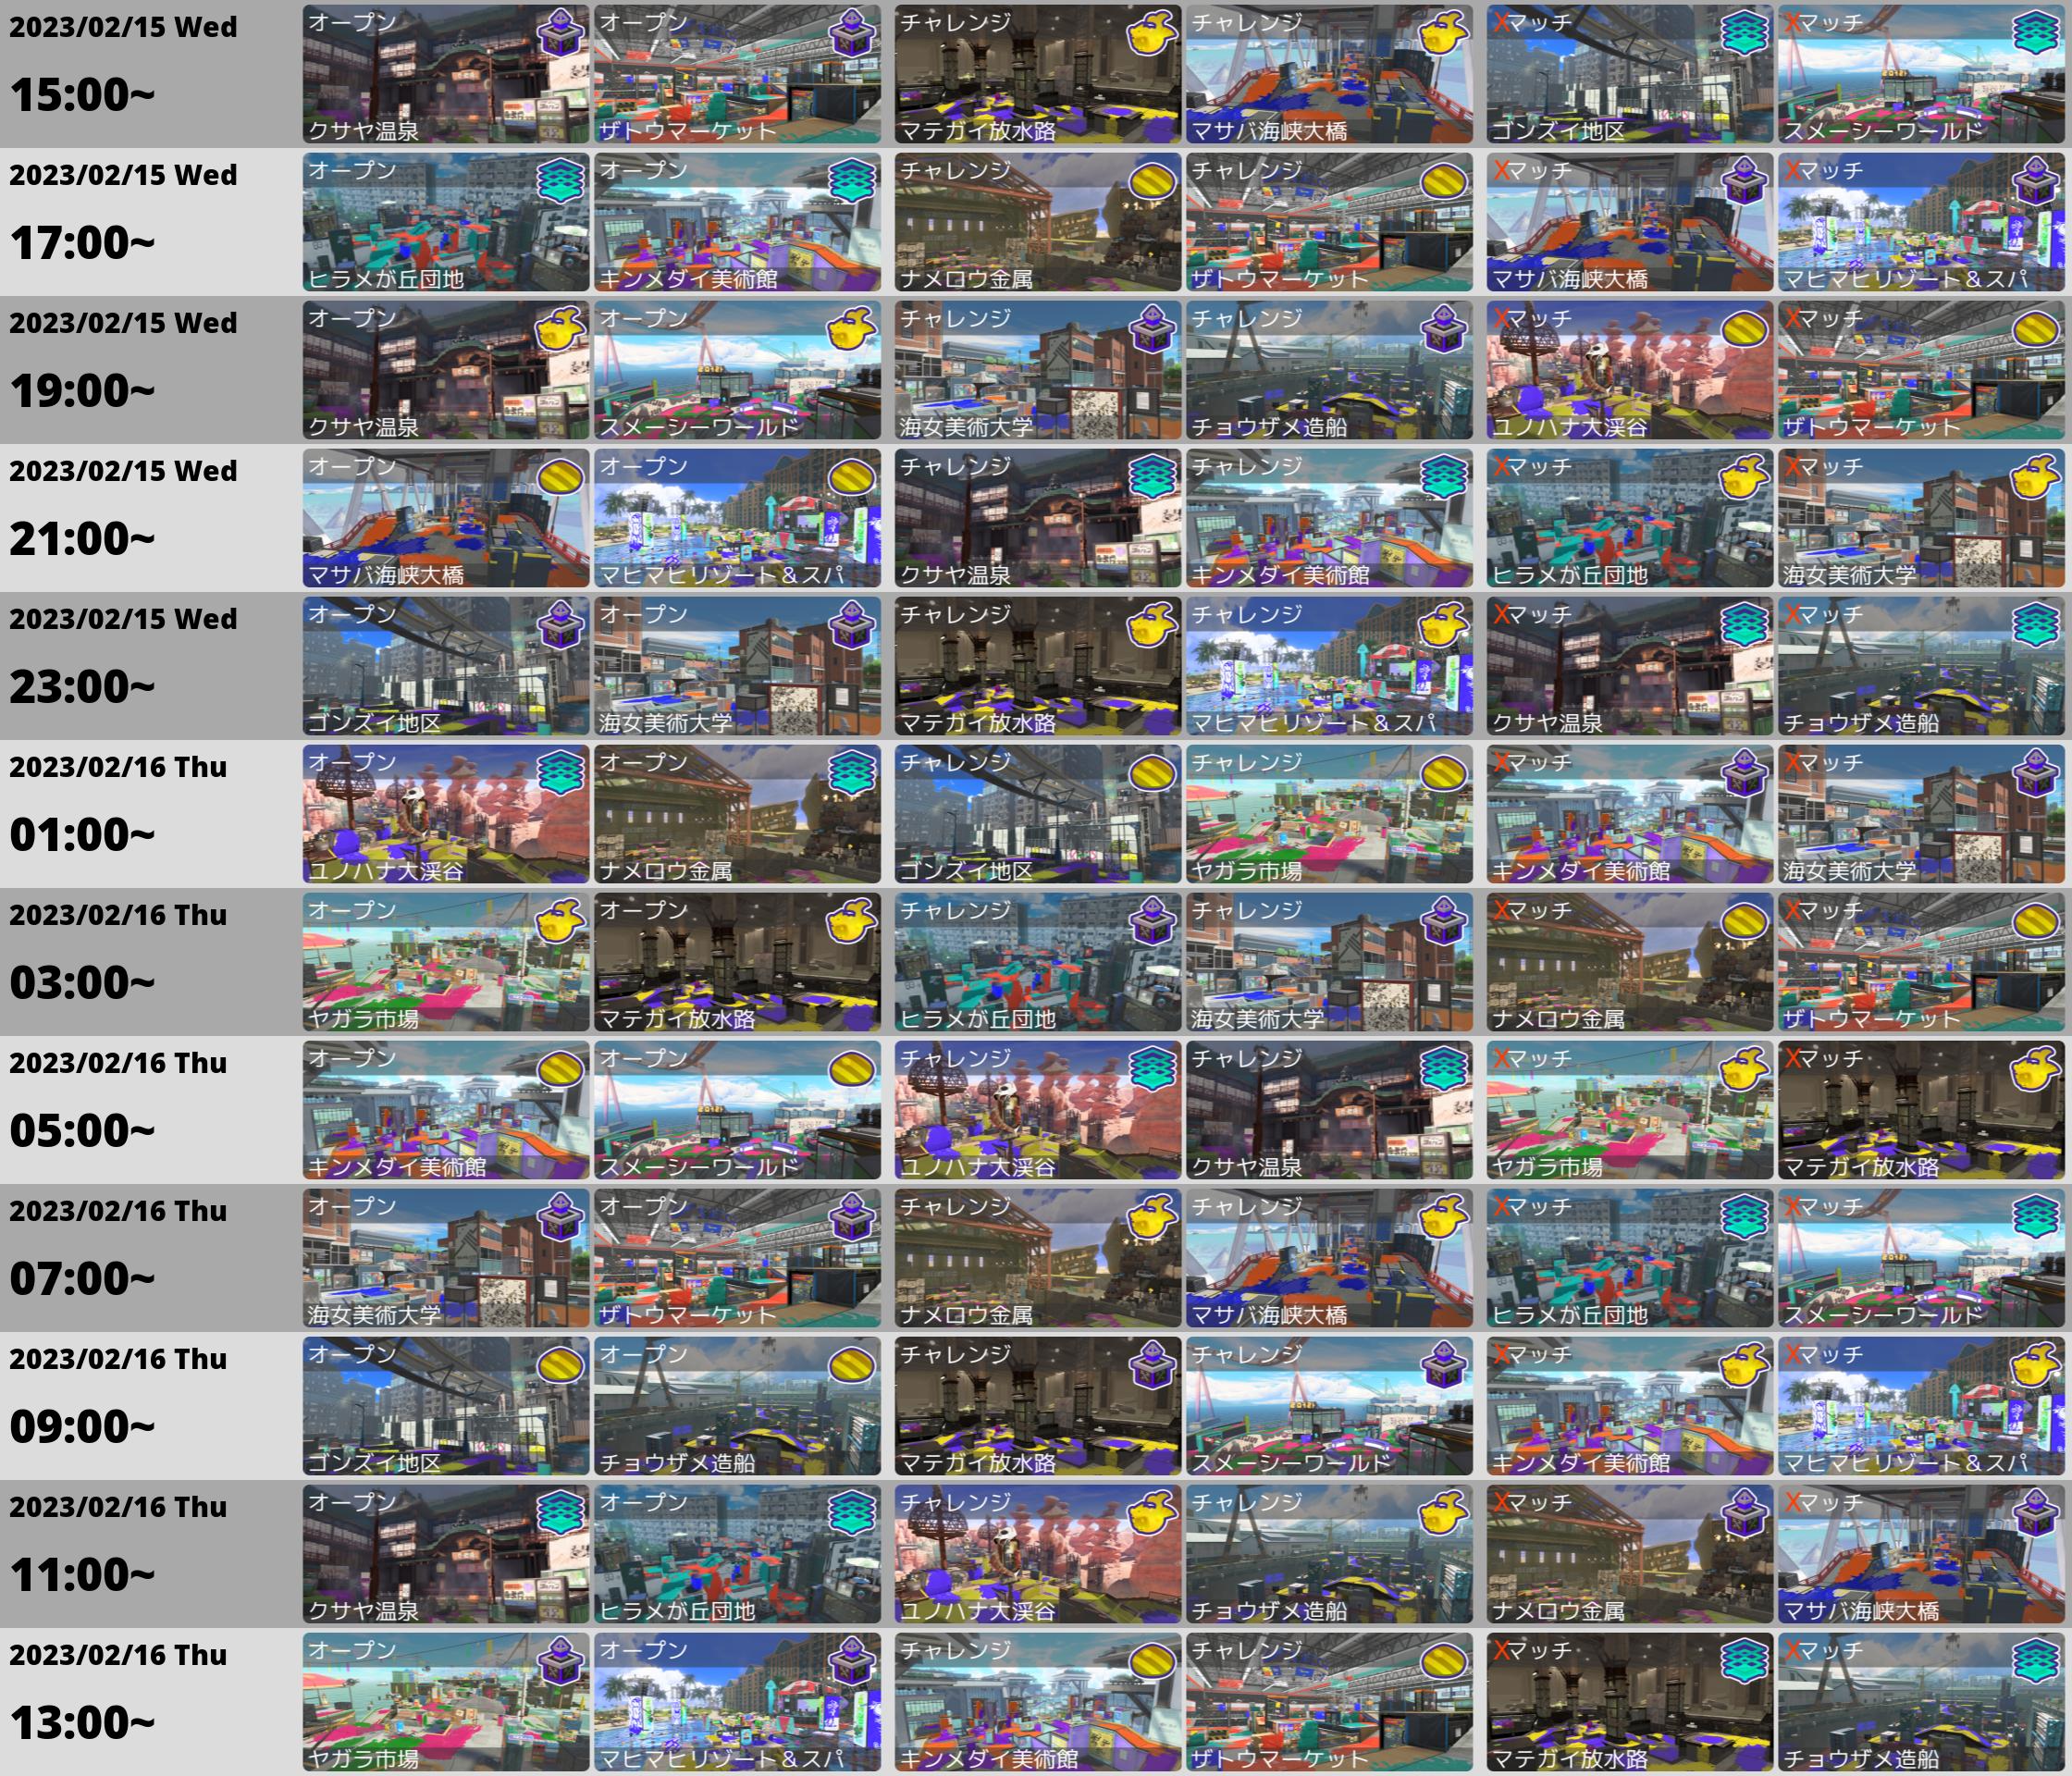 2023/02/15 Wed
15:00~
オープン オープン チャレンジ チャレンジ Xマッチ Xマッチ
クサヤ温泉 ザトウマーケット マテガイ放水路 マサバ海峡大橋 ゴンズイ地区 スメーシーワールド
2023/02/15 Wed
17:00~
オープン オープン チャレンジ チャレンジ Xマッチ Xマッチ
ヒラメが丘団地 キンメダイ美術館 ナメロウ金属 ザトウマーケット マサバ海峡大橋 マヒマヒリゾート＆スパ
2023/02/15 Wed
19:00~
オープン オープン チャレンジ チャレンジ Xマッチ Xマッチ
クサヤ温泉 スメーシーワールド 海女美術大学 チョウザメ造船 ユノハナ大渓谷 ザトウマーケット
2023/02/15 Wed
21:00~
オープン オープン チャレンジ チャレンジ Xマッチ Xマッチ
マサバ海峡大橋 マヒマヒリゾート＆スパ クサヤ温泉 キンメダイ美術館 ヒラメが丘団地 海女美術大学
2023/02/15 Wed
23:00~
オープン オープン チャレンジ チャレンジ Xマッチ Xマッチ
ゴンズイ地区 海女美術大学 マテガイ放水路 マヒマヒリゾート＆スパ クサヤ温泉 チョウザメ造船
2023/02/16 Thu
01:00~
オープン オープン チャレンジ チャレンジ Xマッチ Xマッチ
ユノハナ大渓谷 ナメロウ金属 ゴンズイ地区 ヤガラ市場 キンメダイ美術館 海女美術大学
2023/02/16 Thu
03:00~
オープン オープン チャレンジ チャレンジ Xマッチ Xマッチ
ヤガラ市場 マテガイ放水路 ヒラメが丘団地 海女美術大学 ナメロウ金属 ザトウマーケット
2023/02/16 Thu
05:00~
オープン オープン チャレンジ チャレンジ Xマッチ Xマッチ
キンメダイ美術館 スメーシーワールド ユノハナ大渓谷 クサヤ温泉 ヤガラ市場 マテガイ放水路
2023/02/16 Thu
07:00~
オープン オープン チャレンジ チャレンジ Xマッチ Xマッチ
海女美術大学 ザトウマーケット ナメロウ金属 マサバ海峡大橋 ヒラメが丘団地 スメーシーワールド
2023/02/16 Thu
09:00~
オープン オープン チャレンジ チャレンジ Xマッチ Xマッチ
ゴンズイ地区 チョウザメ造船 マテガイ放水路 スメーシーワールド キンメダイ美術館 マヒマヒリゾート＆スパ
2023/02/16 Thu
11:00~
オープン オープン チャレンジ チャレンジ Xマッチ Xマッチ
クサヤ温泉 ヒラメが丘団地 ユノハナ大渓谷 チョウザメ造船 ナメロウ金属 マサバ海峡大橋
2023/02/16 Thu
13:00~
オープン オープン チャレンジ チャレンジ Xマッチ Xマッチ
ヤガラ市場 マヒマヒリゾート＆スパ キンメダイ美術館 ザトウマーケット マテガイ放水路 チョウザメ造船